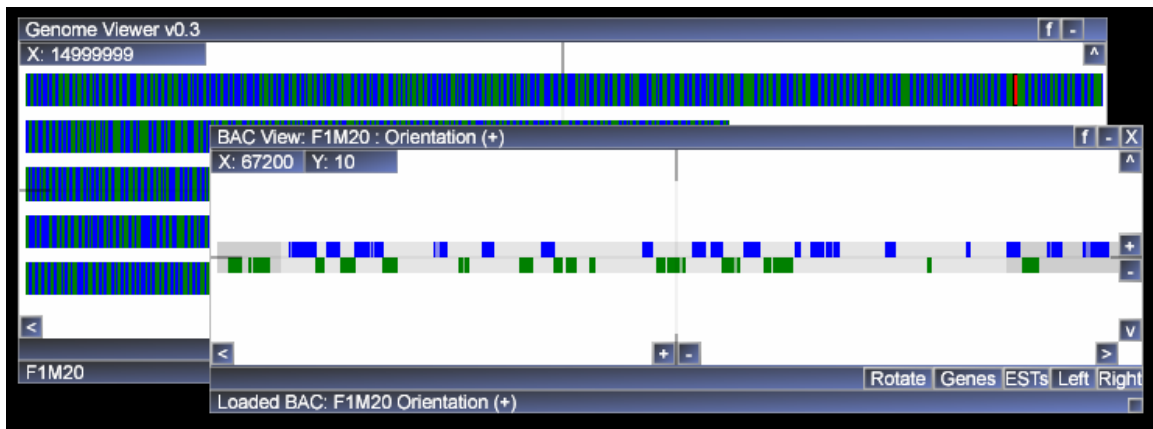 Genome Viewer v0.3 f -
X: 14999999 ^
BAC View: F1M20 : Orientation (+) f - X
X: 67200 Y: 10 ^
+
-
< v
< + - >
F1M20 Rotate Genes ESTs Left Right
Loaded BAC: F1M20 Orientation (+)